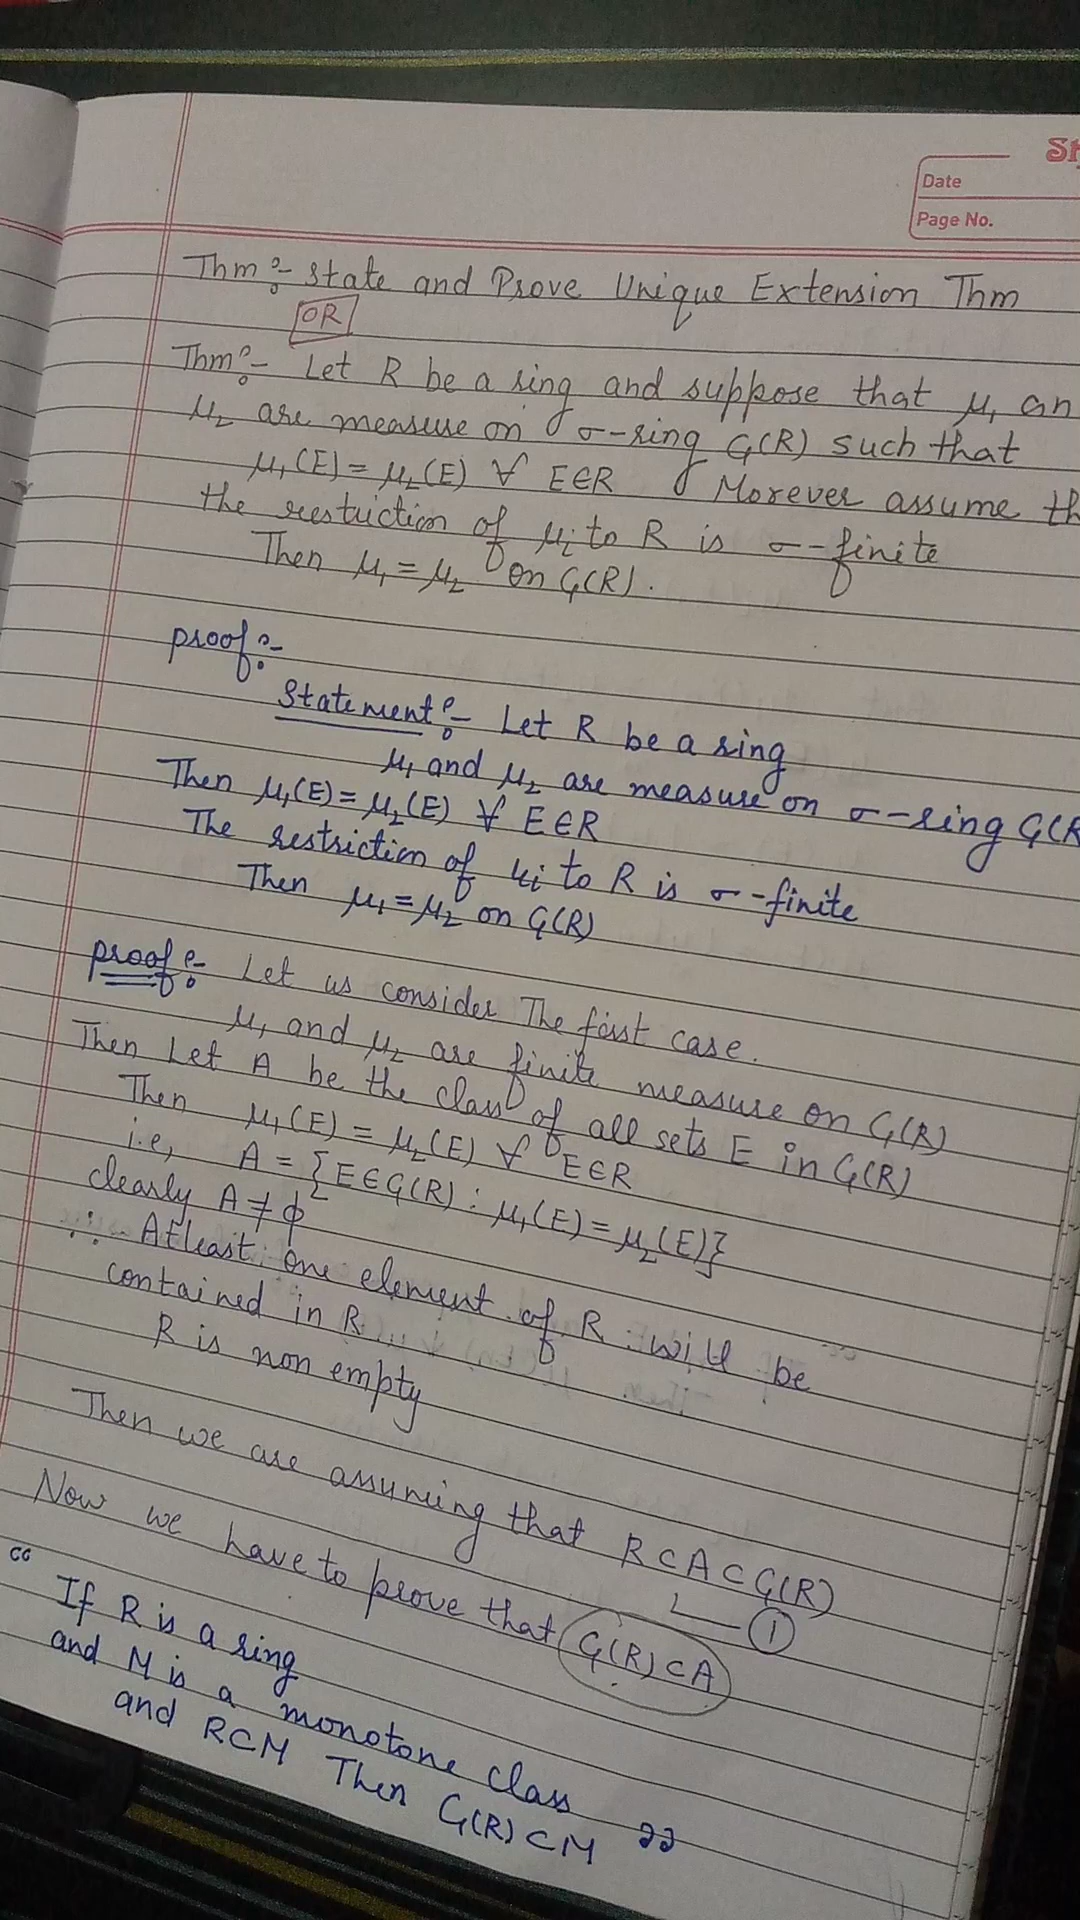 St
Date
Page No.
Thm:- State and Prove Unique Extension Thm
OR
Thm:- Let R be a ring and suppose that μ₁ an
μ₂ are measure on σ-ring G(R) such that
μ₁(E) = μ₂(E) ∀ E∈R Morever assume th
the restriction of μi to R is σ-finite
Then μ₁ = μ₂ on G(R).
proof:-
Statement:- Let R be a ring
μ₁ and μ₂ are measure on σ-ring G(R
Then μ₁(E) = μ₂(E) ∀ E∈R
The restriction of μi to R is σ-finite
Then μ₁ = μ₂ on G(R)
proof:- Let us consider The first case.
μ₁ and μ₂ are finite measure on G(R)
Then Let A be the class of all sets E in G(R)
Then μ₁(E) = μ₂(E) ∀ E∈R
i.e, A = {E∈G(R) : μ₁(E) = μ₂(E)}
clearly A ≠ φ
∵ Atleast one element of R will be
contained in R
R is non empty
Then we are assuming that R⊂A⊂G(R)
①
Now we have to prove that G(R)⊂A
“ If R is a ring
and M is a monotone class
and R⊂M Then G(R)⊂M ”